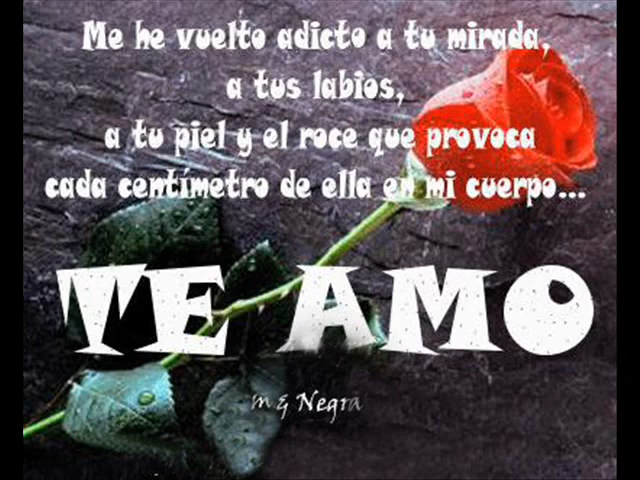 Me he vuelto adicto a tu mirada,
a tus labios,
a tu piel y el roce que provoca
cada centímetro de ella en mi cuerpo...
TE AMO
m & Negra